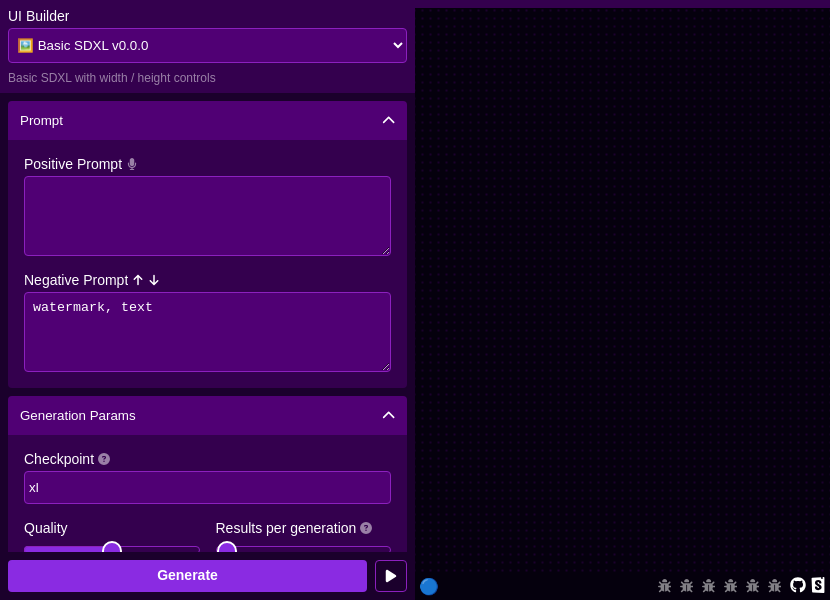 UI Builder
Basic SDXL v0.0.0
Basic SDXL with width / height controls
Prompt
Positive Prompt
Negative Prompt
watermark, text
Generation Params
Checkpoint
xl
Quality
Results per generation
Generate